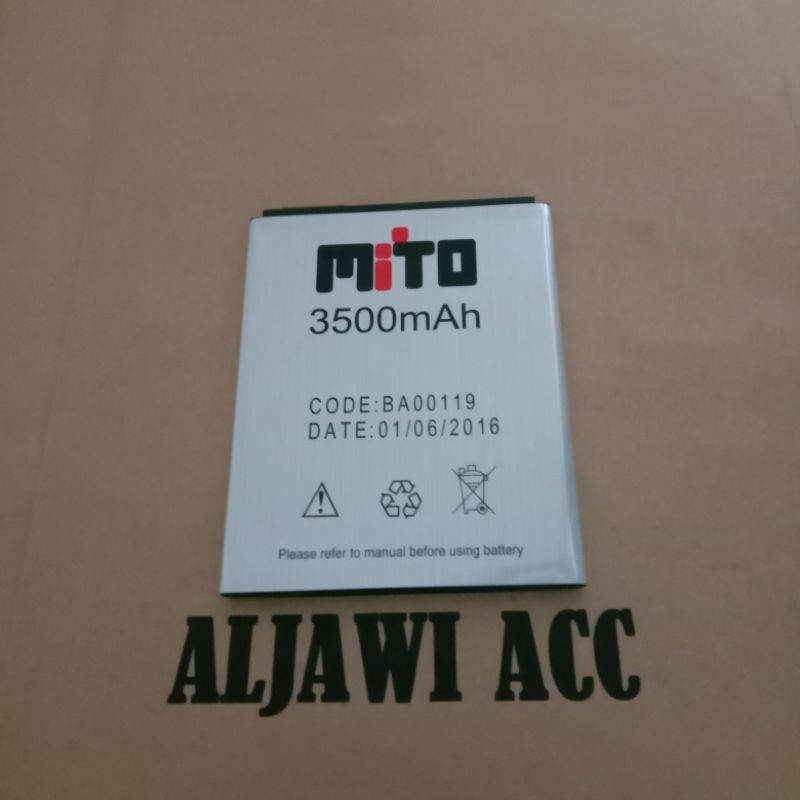 MiTO
3500mAh
CODE:BA00119
DATE:01/06/2016
Please refer to manual before using battery
ALJAWI ACC